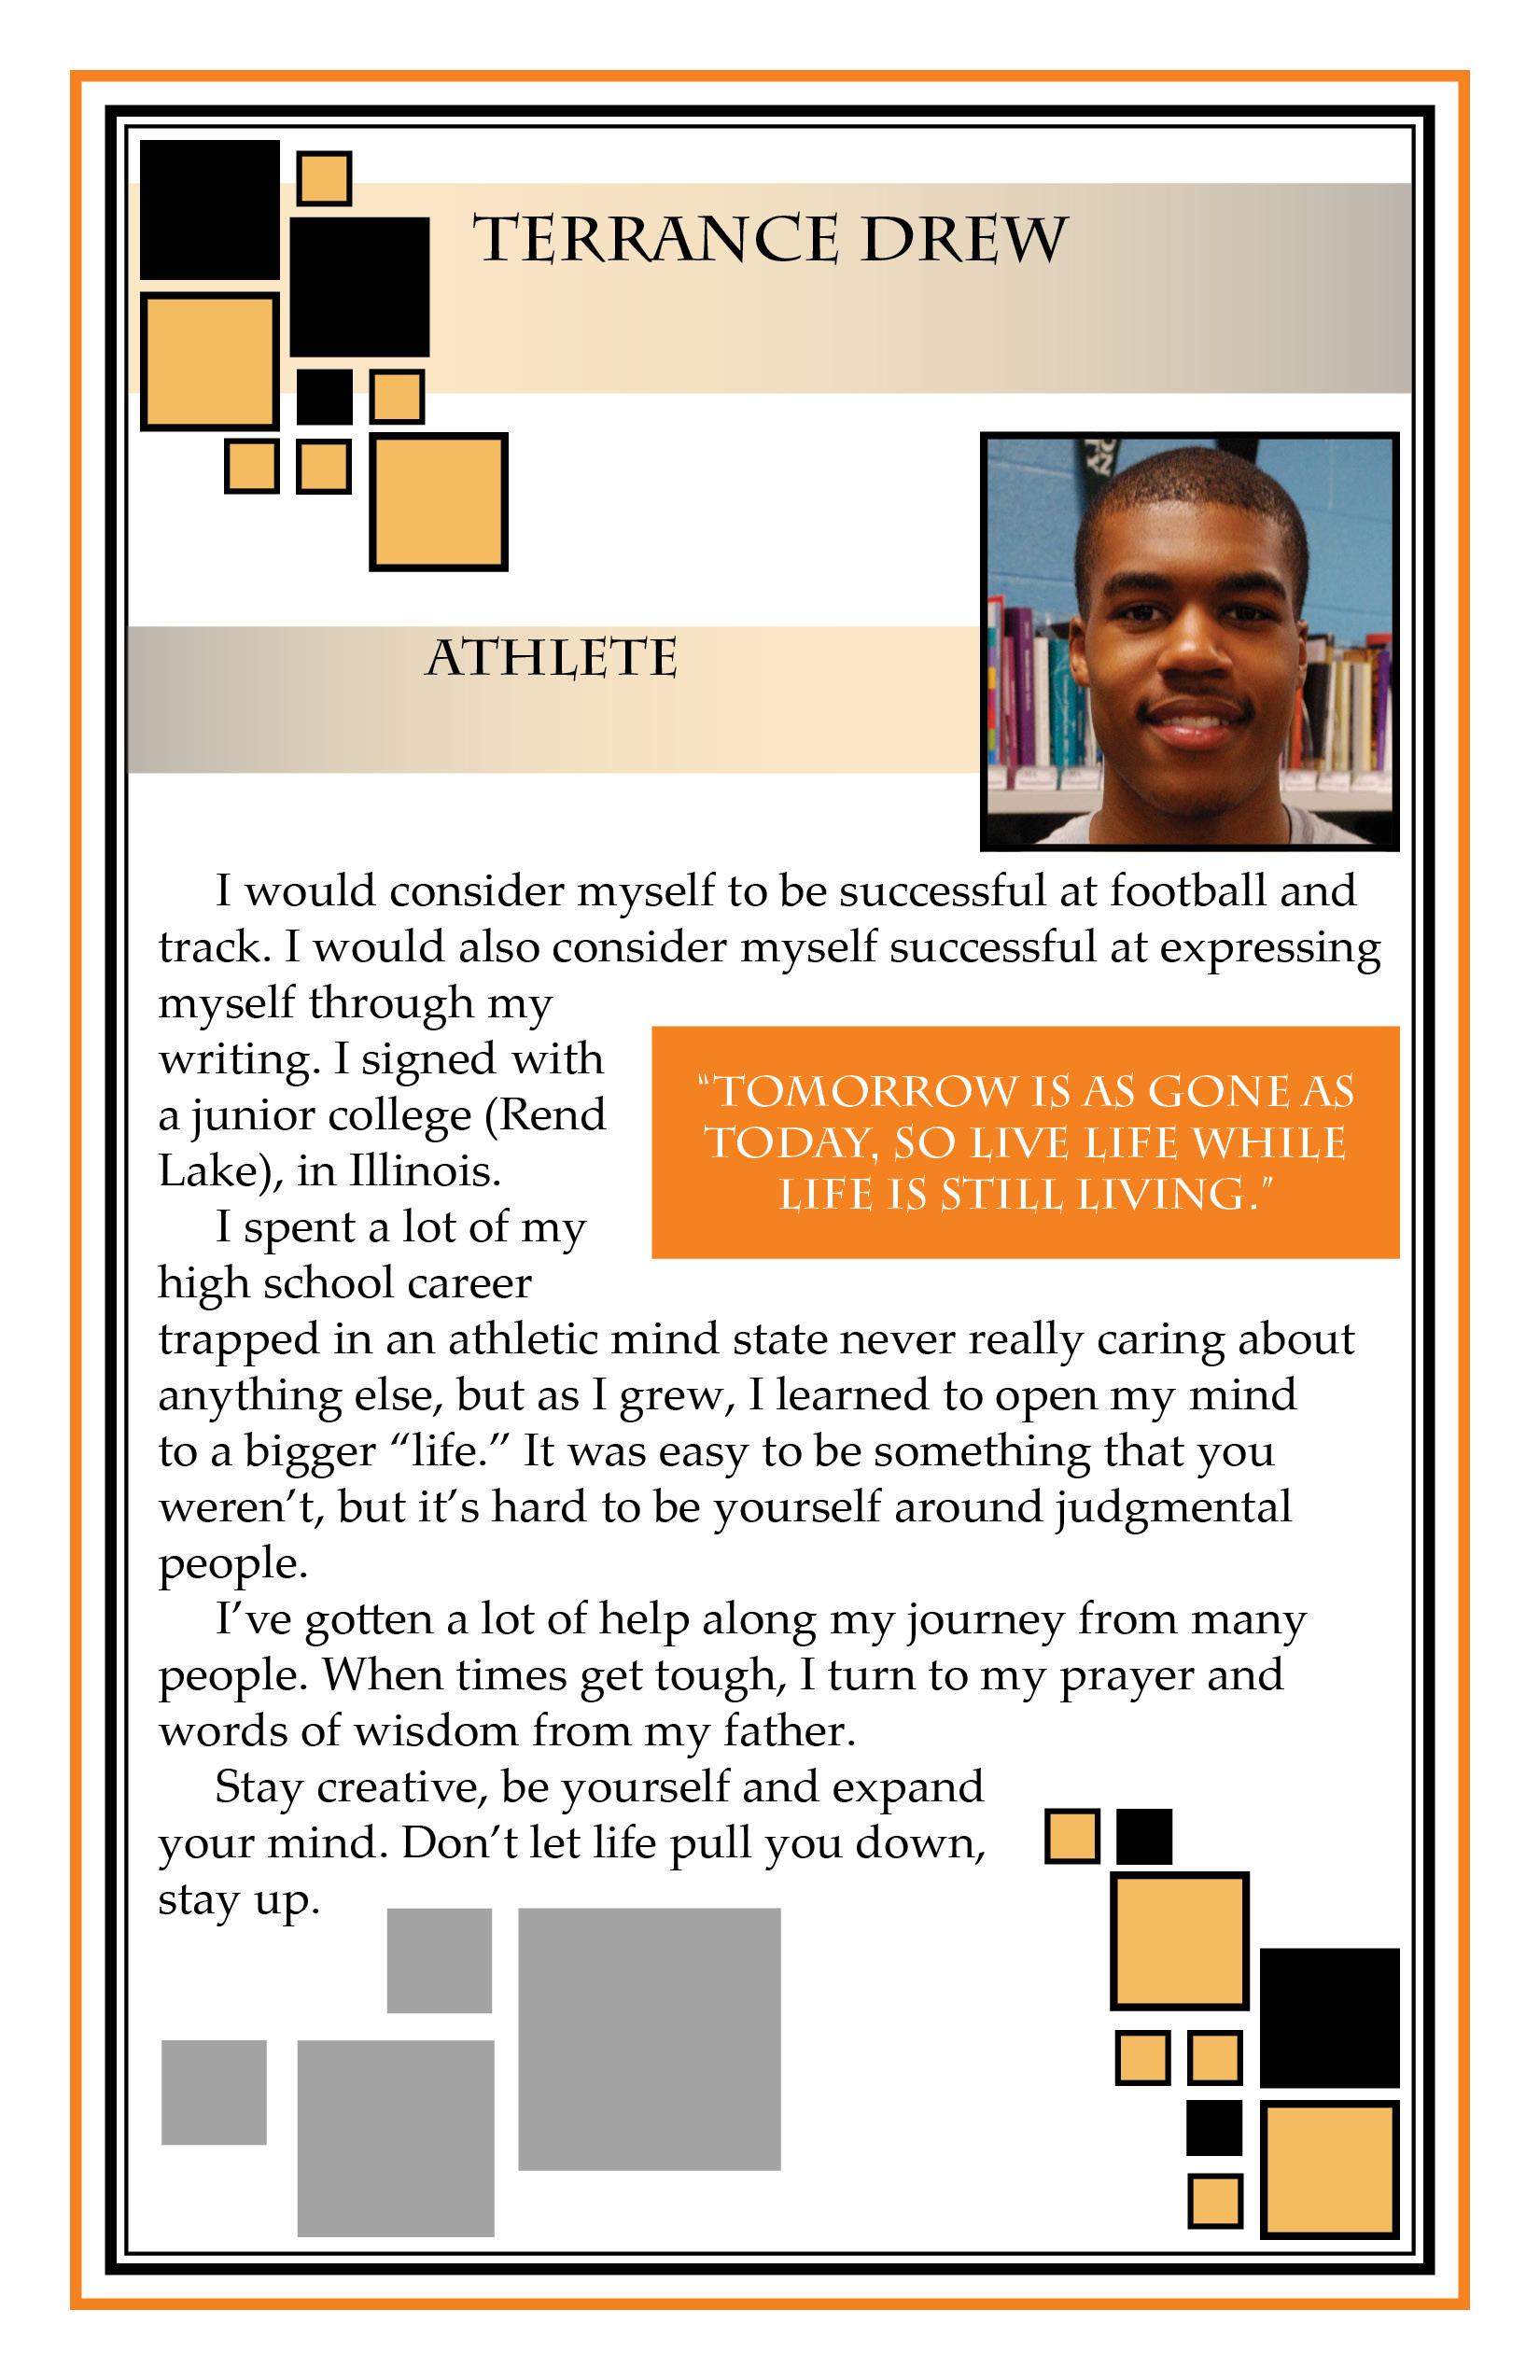 TERRANCE DREW
ATHLETE
I would consider myself to be successful at football and
track. I would also consider myself successful at expressing
myself through my
writing. I signed with
a junior college (Rend
Lake), in Illinois.
"TOMORROW IS AS GONE AS
TODAY, SO LIVE LIFE WHILE
LIFE IS STILL LIVING."
I spent a lot of my
high school career
trapped in an athletic mind state never really caring about
anything else, but as I grew, I learned to open my mind
to a bigger “life.” It was easy to be something that you
weren’t, but it’s hard to be yourself around judgmental
people.
I’ve gotten a lot of help along my journey from many
people. When times get tough, I turn to my prayer and
words of wisdom from my father.
Stay creative, be yourself and expand
your mind. Don’t let life pull you down,
stay up.